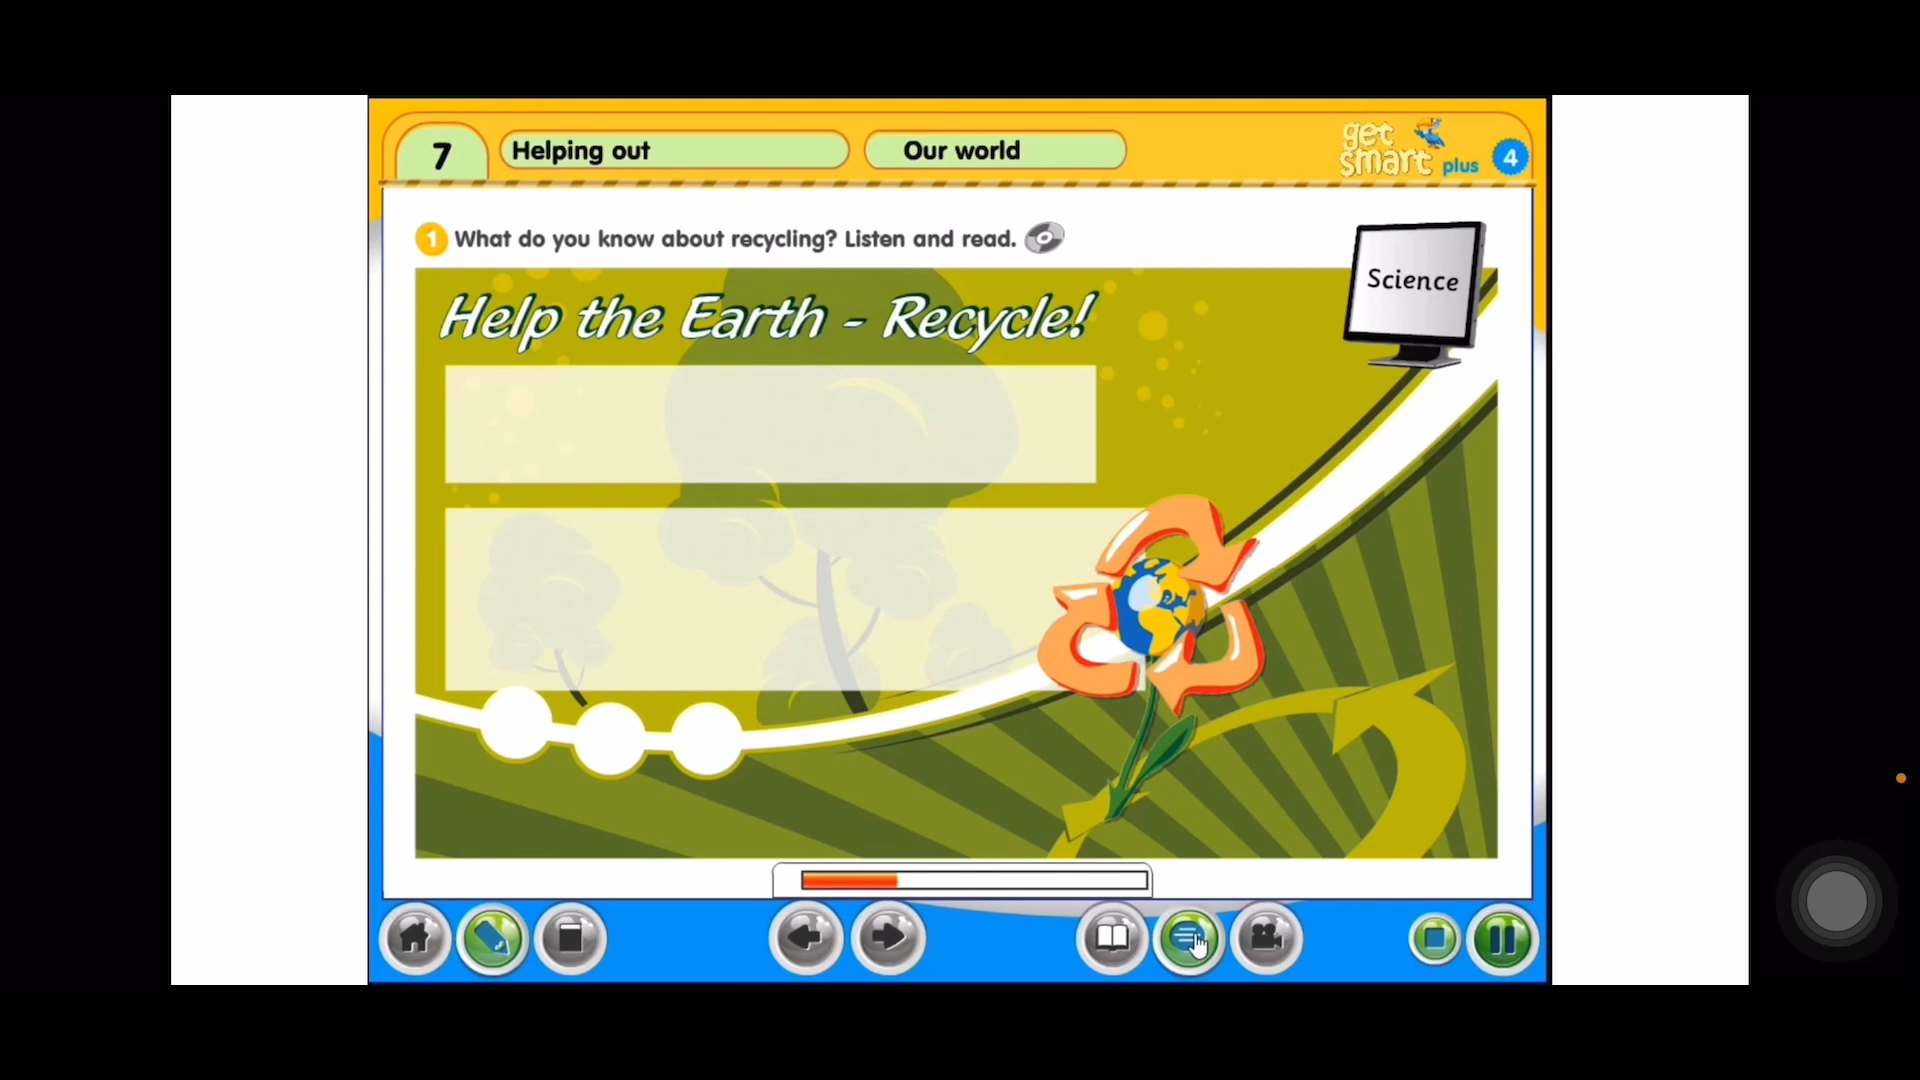 7 Helping out Our world get smart plus 4
1 What do you know about recycling? Listen and read.
Science
Help the Earth - Recycle!